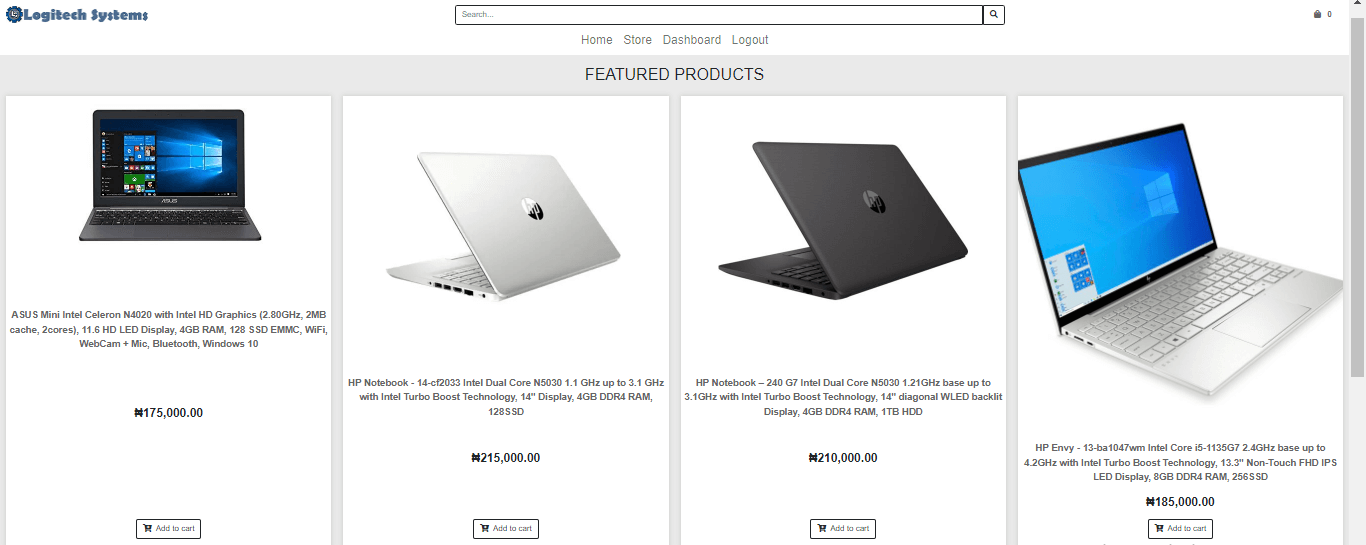 Logitech Systems
Search...
0
Home Store Dashboard Logout
FEATURED PRODUCTS
ASUS
hp
hp
ASUS Mini Intel Celeron N4020 with Intel HD Graphics (2.80GHz, 2MB
cache, 2cores), 11.6 HD LED Display, 4GB RAM, 128 SSD EMMC, WiFi,
WebCam + Mic, Bluetooth, Windows 10
₦175,000.00
Add to cart
HP Notebook - 14-cf2033 Intel Dual Core N5030 1.1 GHz up to 3.1 GHz
with Intel Turbo Boost Technology, 14" Display, 4GB DDR4 RAM,
128SSD
₦215,000.00
Add to cart
HP Notebook – 240 G7 Intel Dual Core N5030 1.21GHz base up to
3.1GHz with Intel Turbo Boost Technology, 14" diagonal WLED backlit
Display, 4GB DDR4 RAM, 1TB HDD
₦210,000.00
Add to cart
HP Envy - 13-ba1047wm Intel Core i5-1135G7 2.4GHz base up to
4.2GHz with Intel Turbo Boost Technology, 13.3" Non-Touch FHD IPS
LED Display, 8GB DDR4 RAM, 256SSD
₦185,000.00
Add to cart